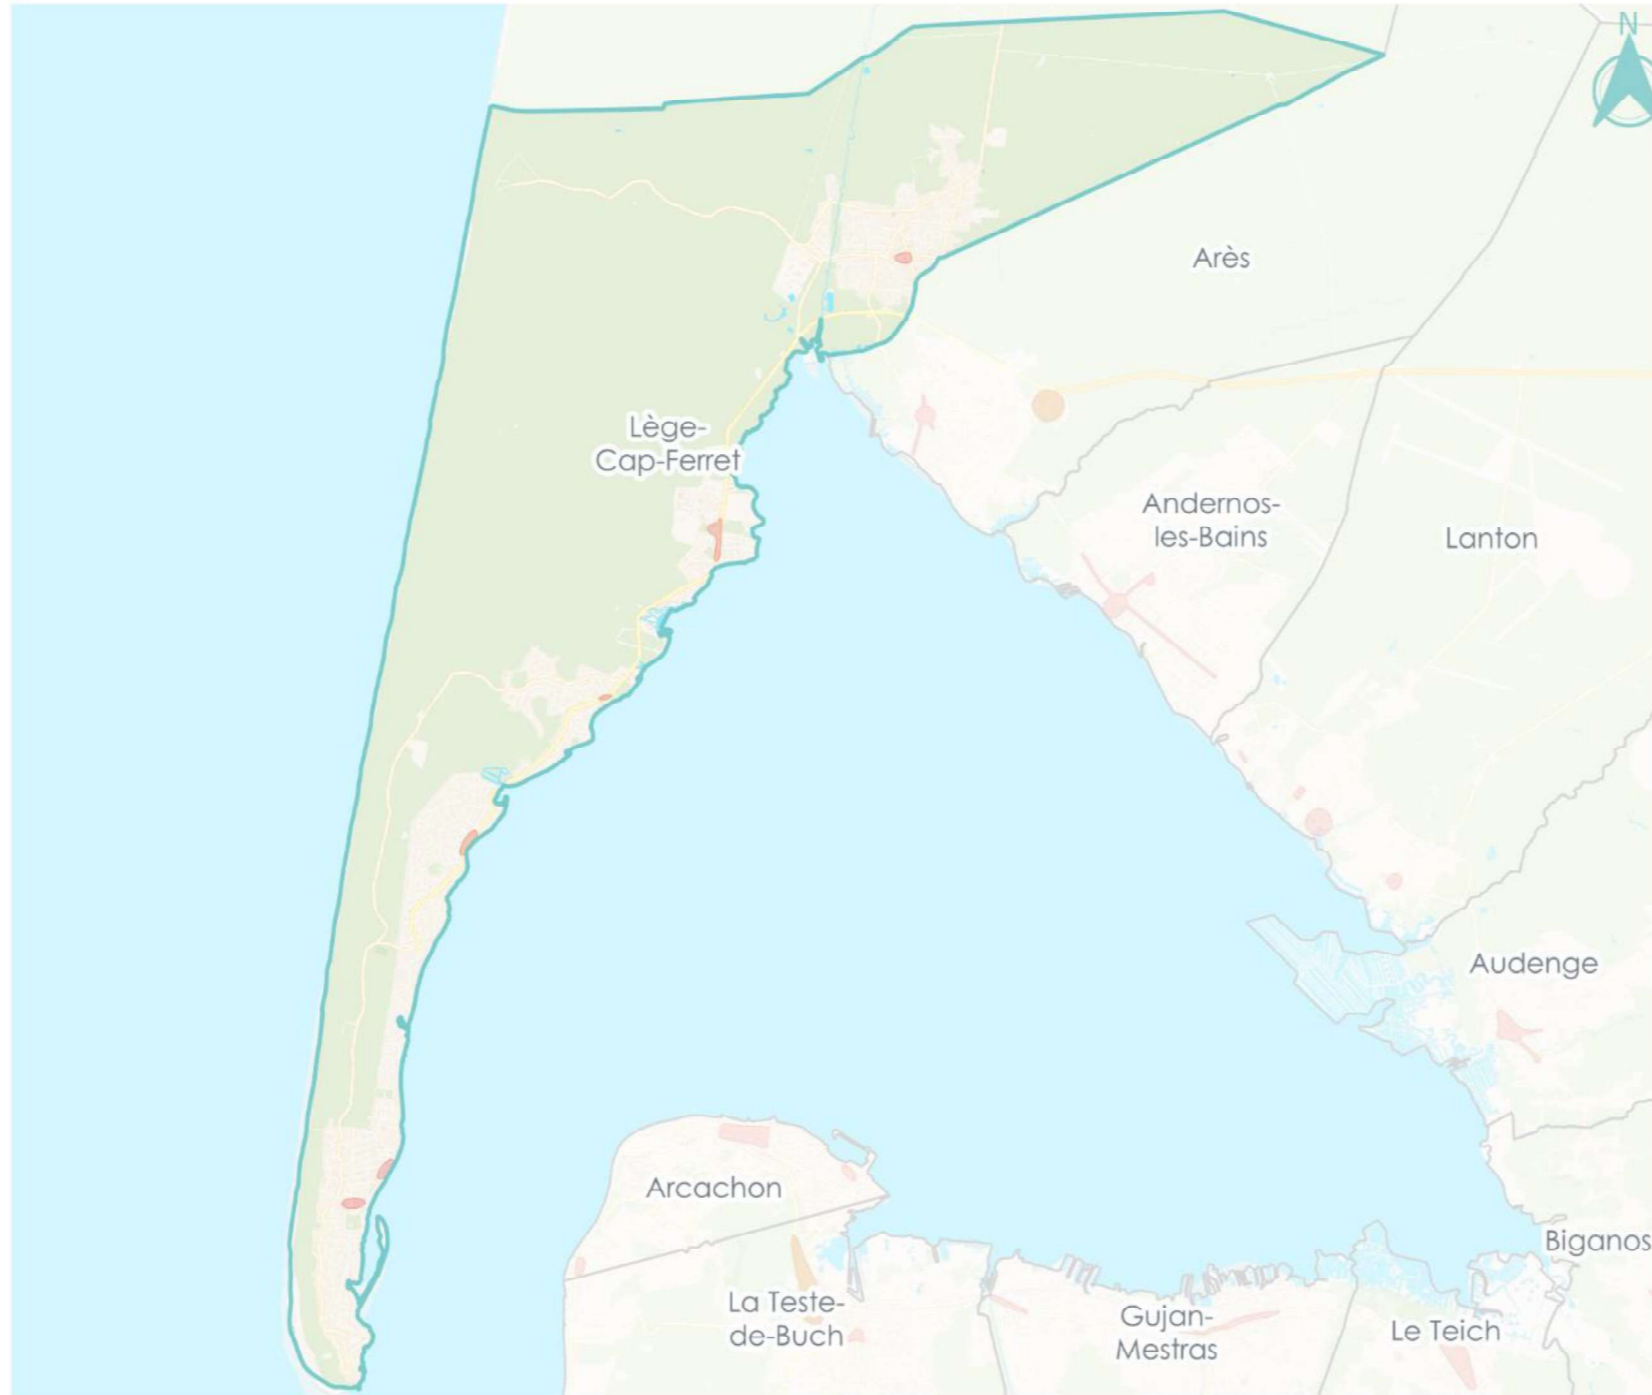 N
Arès
Lège-
Cap-Ferret
Andernos-
les-Bains
Lanton
Audenge
Arcachon
Biganos
La Teste-
de-Buch
Gujan-
Mestras
Le Teich